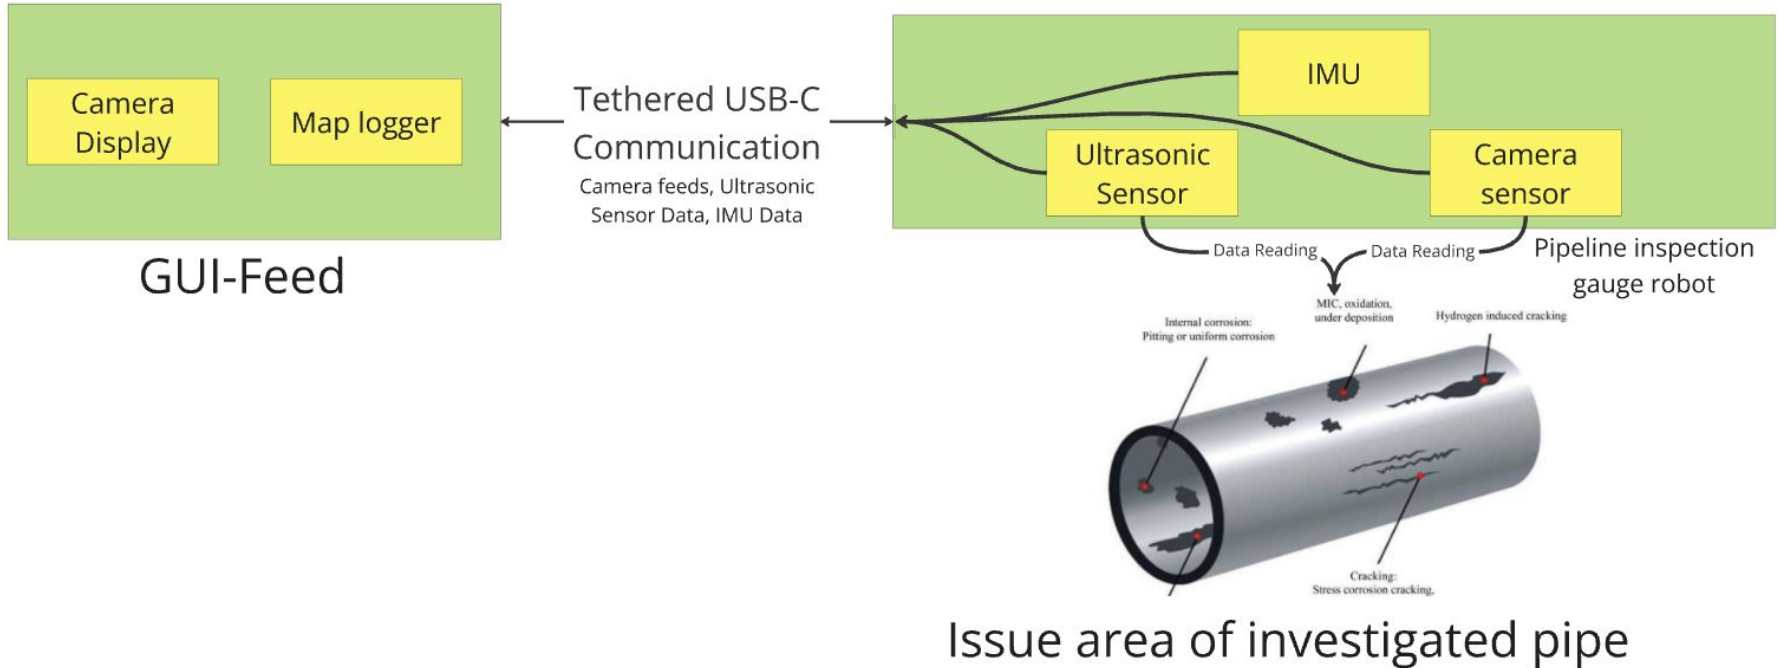 Camera
Display
Map logger
GUI-Feed
Tethered USB-C
Communication
Camera feeds, Ultrasonic
Sensor Data, IMU Data
IMU
Ultrasonic
Sensor
Camera
sensor
Data Reading
Data Reading
Pipeline inspection
gauge robot
MIC, oxidation,
under deposition
Hydrogen induced cracking
Internal corrosion:
Pitting or uniform corrosion
Cracking:
Stress corrosion cracking,
Issue area of investigated pipe